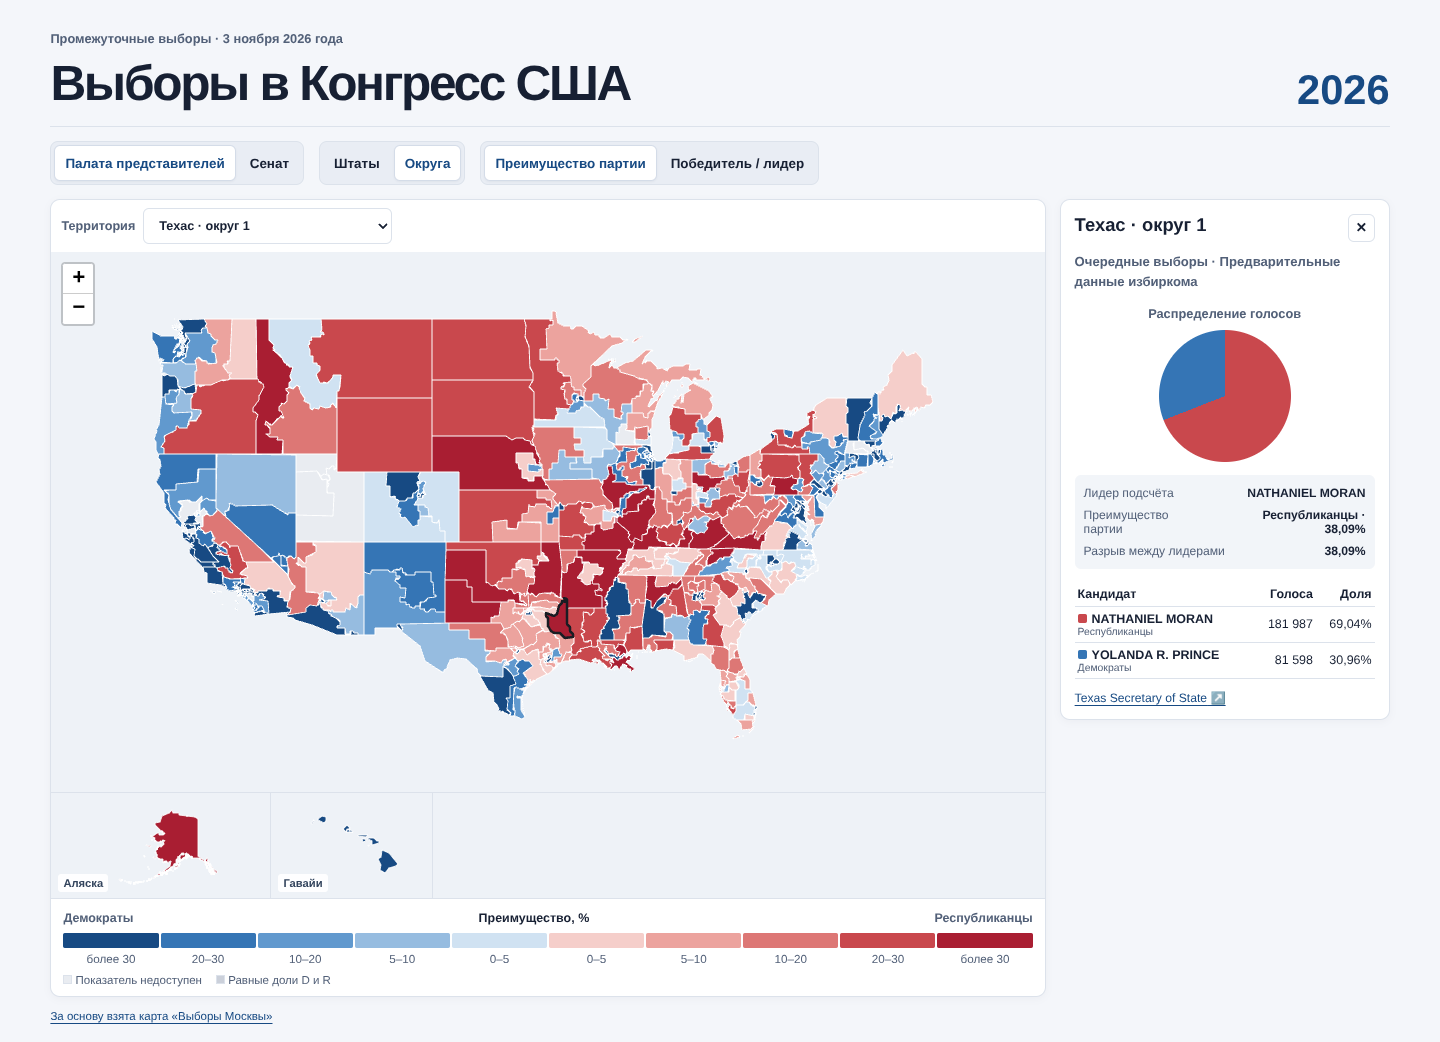 Промежуточные выборы · 3 ноября 2026 года
Выборы в Конгресс США
2026
Палата представителей Сенат Штаты Округа Преимущество партии Победитель / лидер
Территория Техас · округ 1
+
−
Аляска
Гавайи
Демократы Преимущество, % Республиканцы
более 30 20–30 10–20 5–10 0–5 0–5 5–10 10–20 20–30 более 30
Показатель недоступен Равные доли D и R
Техас · округ 1 ✕
Очередные выборы · Предварительные
данные избиркома
Распределение голосов
Лидер подсчёта NATHANIEL MORAN
Преимущество партии Республиканцы · 38,09%
Разрыв между лидерами 38,09%
Кандидат Голоса Доля
NATHANIEL MORAN 181 987 69,04%
Республиканцы
YOLANDA R. PRINCE 81 598 30,96%
Демократы
Texas Secretary of State ↗
За основу взята карта «Выборы Москвы»